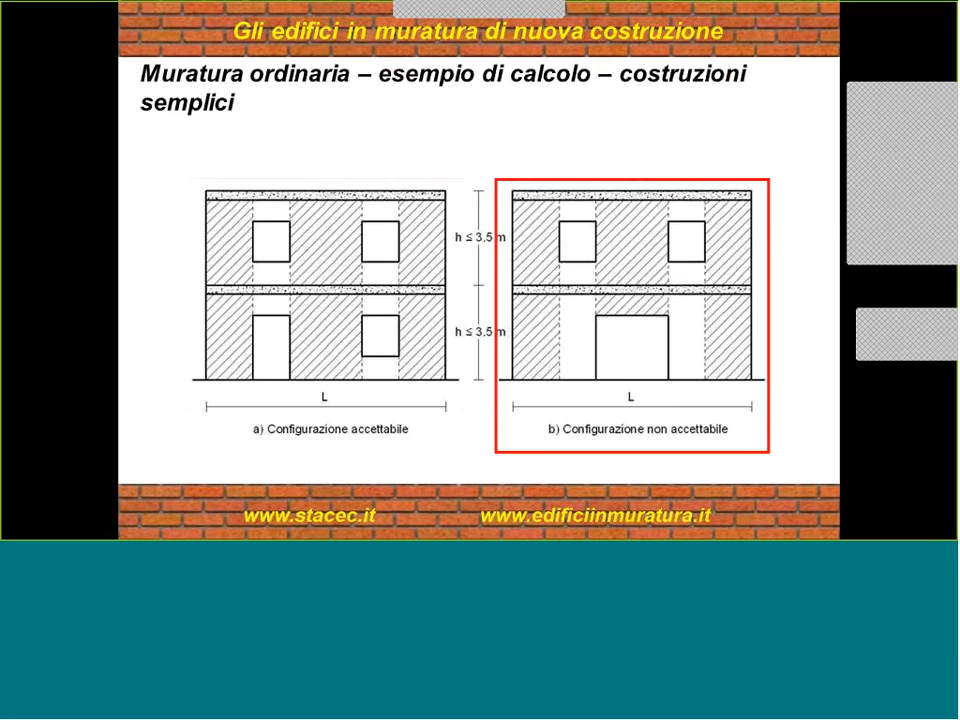 Gli edifici in muratura di nuova costruzione
Muratura ordinaria – esempio di calcolo – costruzioni
semplici
h ≤ 3.5 m
h ≤ 3.5 m
L
L
a) Configurazione accettabile
b) Configurazione non accettabile
www.stacec.it
www.edificiinmuratura.it